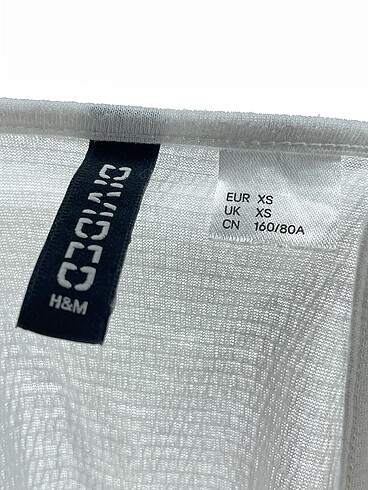 DIVIDED
H&M
EUR XS
UK XS
CN 160/80A